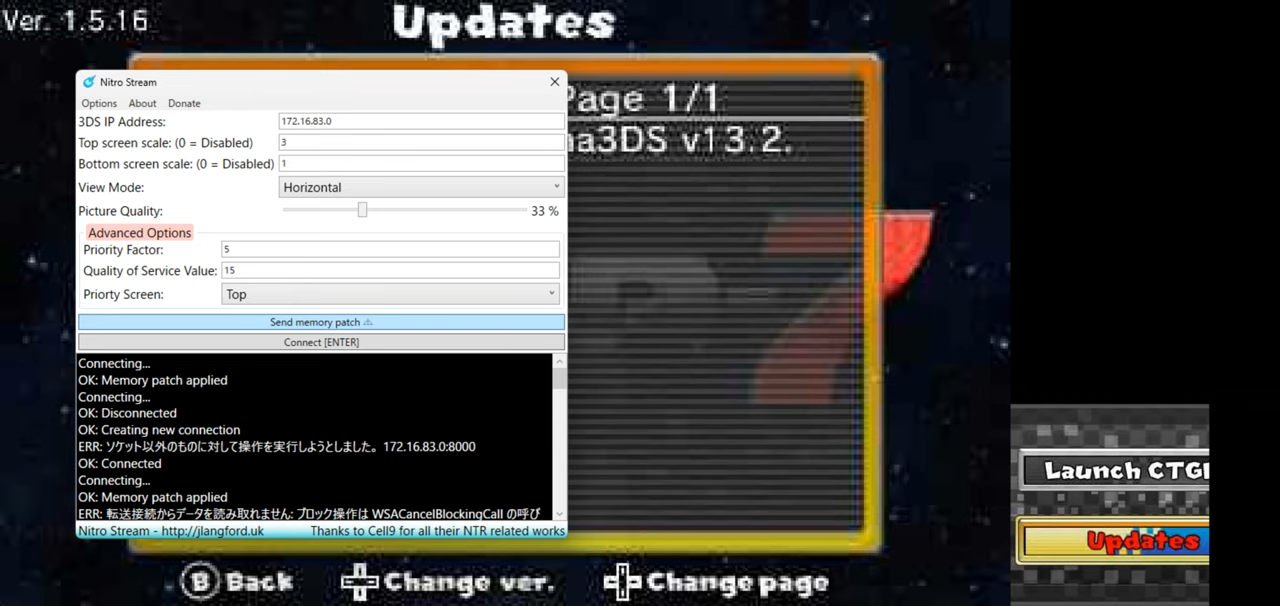 Ver. 1.5.16
Updates
Nitro Stream
Options About Donate
3DS IP Address: 172.16.83.0
Top screen scale: (0 = Disabled) 3
Bottom screen scale: (0 = Disabled) 1
View Mode: Horizontal
Picture Quality: 33 %
Advanced Options
Priority Factor: 5
Quality of Service Value: 15
Priorty Screen: Top
Send memory patch ⚠
Connect [ENTER]
Connecting...
OK: Memory patch applied
Connecting...
OK: Disconnected
OK: Creating new connection
ERR: ソケット以外のものに対して操作を実行しようとしました。 172.16.83.0:8000
OK: Connected
Connecting...
OK: Memory patch applied
ERR: 転送接続からデータを読み取れません: ブロック操作は WSACancelBlockingCall の呼び
Nitro Stream - http://jlangford.uk Thanks to Cell9 for all their NTR related works
Page 1/1
a3DS v13.2.
7
Launch CTG
Updates
B Back Change ver. Change page